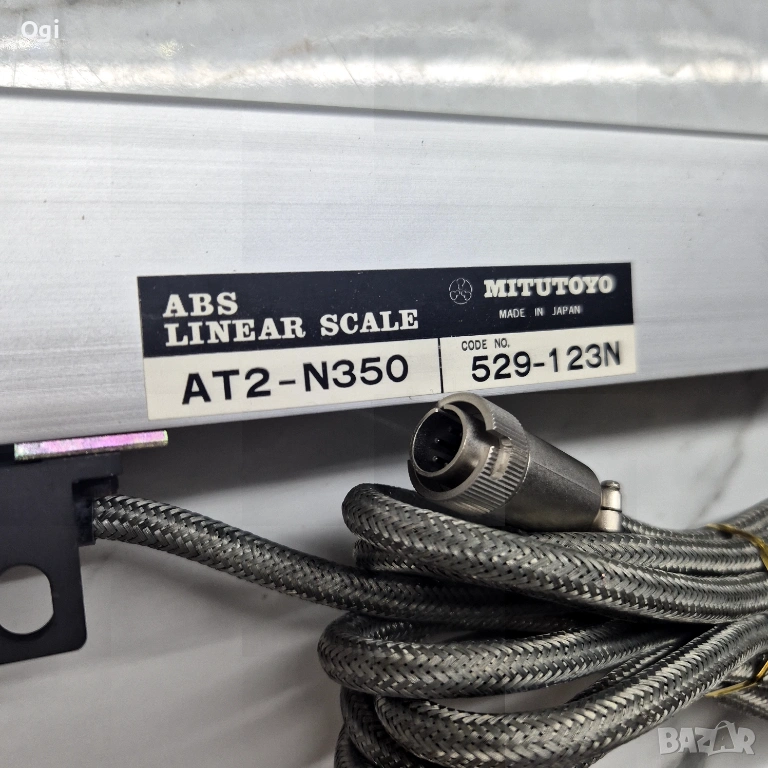 Ogi
ABS
LINEAR SCALE
MITUTOYO
MADE IN JAPAN
AT2-N350
CODE NO.
529-123N
BAZAR